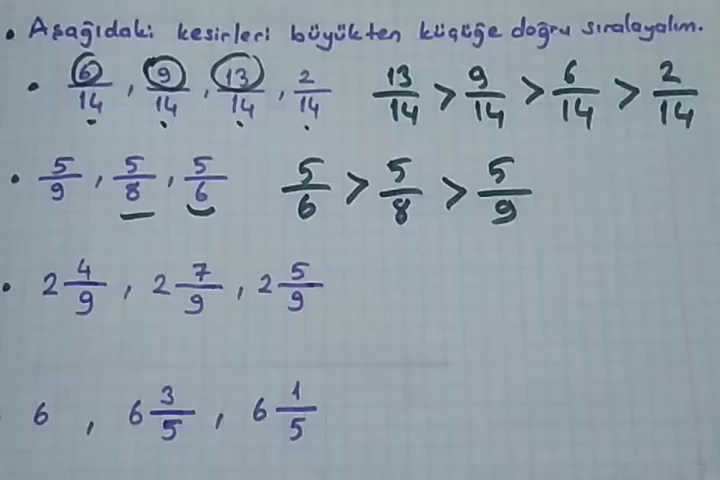 • Aşağıdaki kesirleri büyükten küçüğe doğru sıralayalım.
• 6/14 , 9/14 , 13/14 , 2/14 13/14 > 9/14 > 6/14 > 2/14
• 5/9 , 5/8 , 5/6 5/6 > 5/8 > 5/9
• 2 4/9 , 2 7/9 , 2 5/9
6 , 6 3/5 , 6 1/5